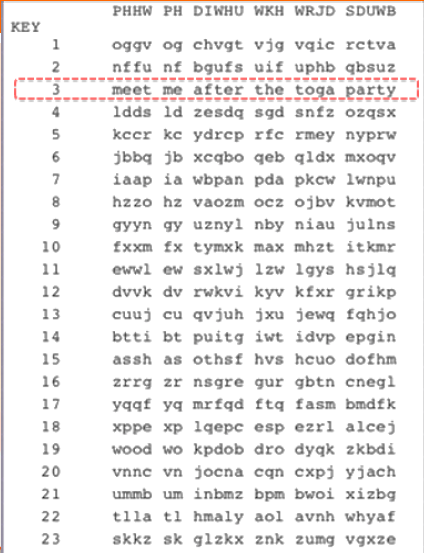 PHHW PH DIWHU WKH WRJD SDUWB
KEY
1 oggv og chvgt vjg vqic rctva
2 nffu nf bgufs uif uphb qbsuz
3 meet me after the toga party
4 ldds ld zesdq sgd snfz ozqsx
5 kccr kc ydrcp rfc rmey nyprw
6 jbbq jb xcqbo qeb qldx mxoqv
7 iaap ia wbpan pda pkcw lwnpu
8 hzzo hz vaozm ocz ojbv kvmot
9 gyyn gy uznyl nby niau julns
10 fxxm fx tymxk max mhzt itkmr
11 ewwl ew sxlwj lzw lgys hsjlq
12 dvvk dv rwkvi kyv kfxr grikp
13 cuuj cu qvjuh jxu jewq fqhjo
14 btti bt puitg iwt idvp epgin
15 assh as othsf hvs hcuo dofhm
16 zrrg zr nsgre gur gbtn cnegl
17 yqqf yq mrfqd ftq fasm bmdfk
18 xppe xp lqepc esp ezrl alcej
19 wood wo kpdob dro dyqk zkbdi
20 vnnc vn jocna cqn cxpj yjach
21 ummb um inbmz bpm bwoi xizbg
22 tlla tl hmaly aol avnh whyaf
23 skkz sk glzkx znk zumg vgxze